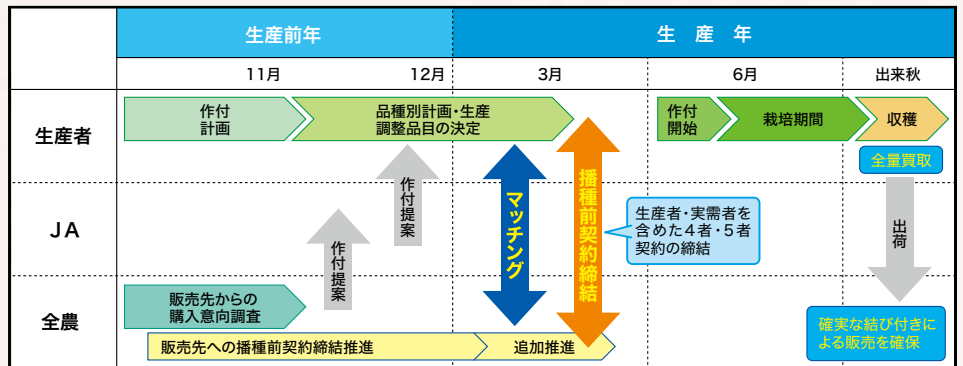 生産前年
生産年
11月
12月
3月
6月
出来秋
生産者
作付
計画
品種別計画・生産
調整品目の決定
作付
開始
栽培期間
収穫
全量買取
作付提案
マッチング
播種前契約締結
JA
作付提案
生産者・実需者を
含めた4者・5者
契約の締結
出荷
全農
販売先からの
購入意向調査
販売先への播種前契約締結推進
追加推進
確実な結び付きに
よる販売を確保